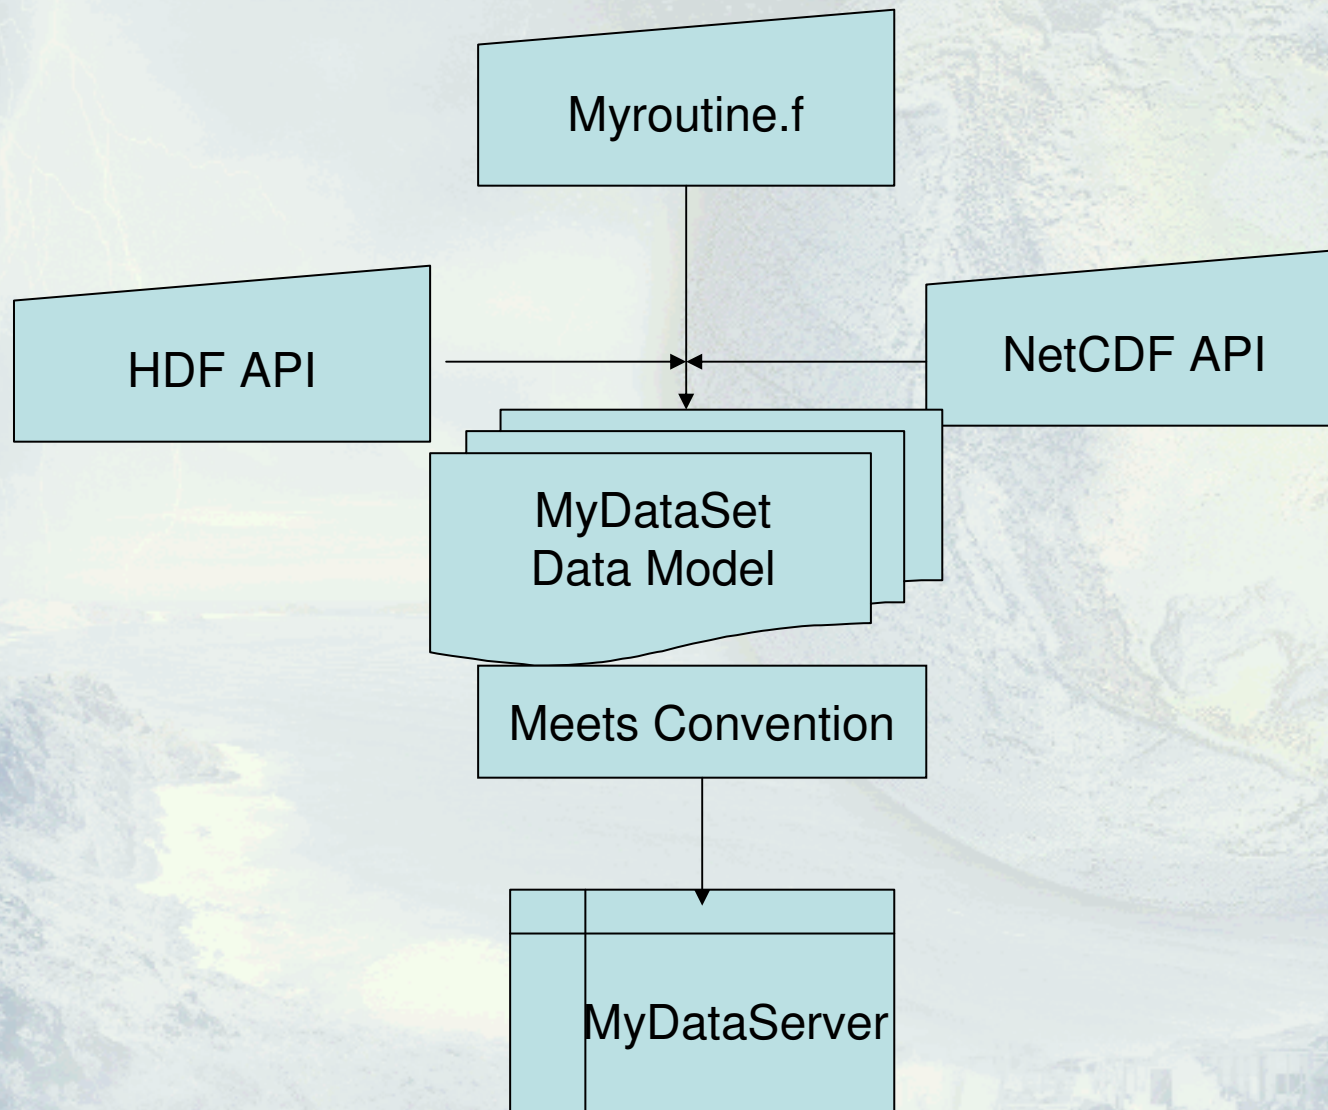 Myroutine.f
HDF API
NetCDF API
MyDataSet
Data Model
Meets Convention
MyDataServer